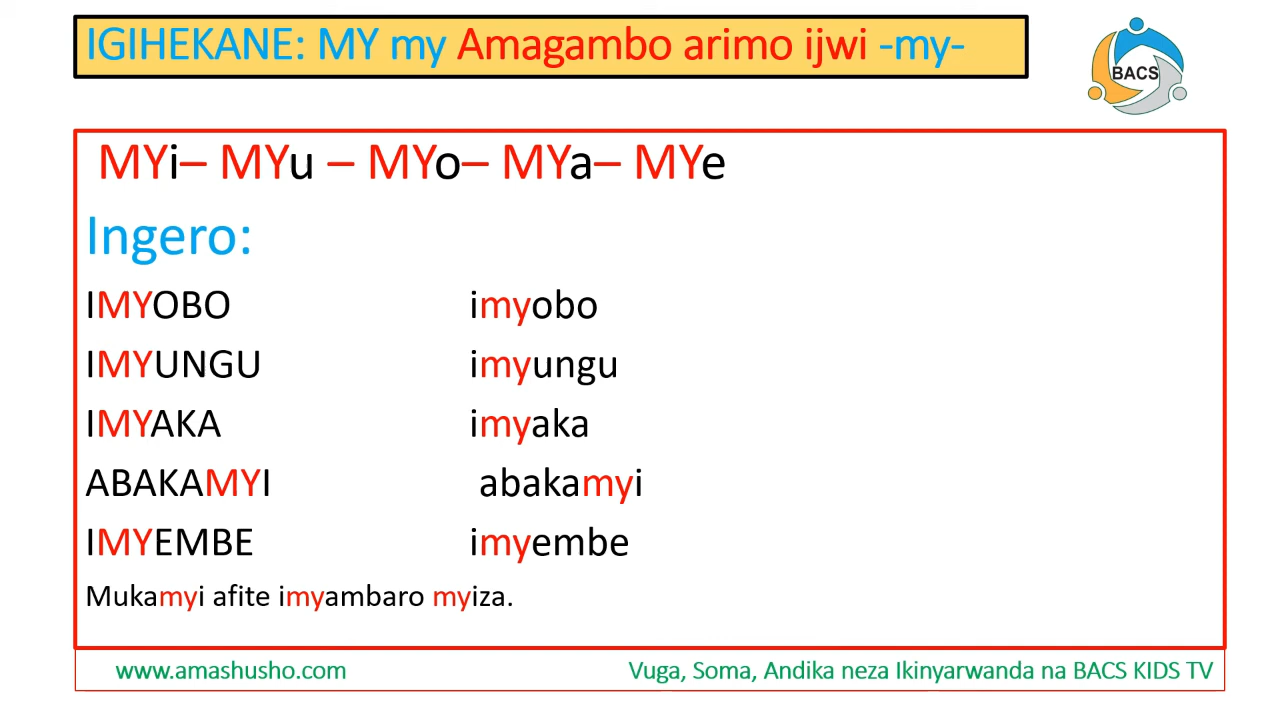 IGIHEKANE: MY my Amagambo arimo ijwi -my-
BACS
MYi– MYu – MYo– MYa– MYe
Ingero:
IMYOBO imyobo
IMYUNGU imyungu
IMYAKA imyaka
ABAKAMYI abakamyi
IMYEMBE imyembe
Mukamyi afite imyambaro myiza.
www.amashusho.com Vuga, Soma, Andika neza Ikinyarwanda na BACS KIDS TV